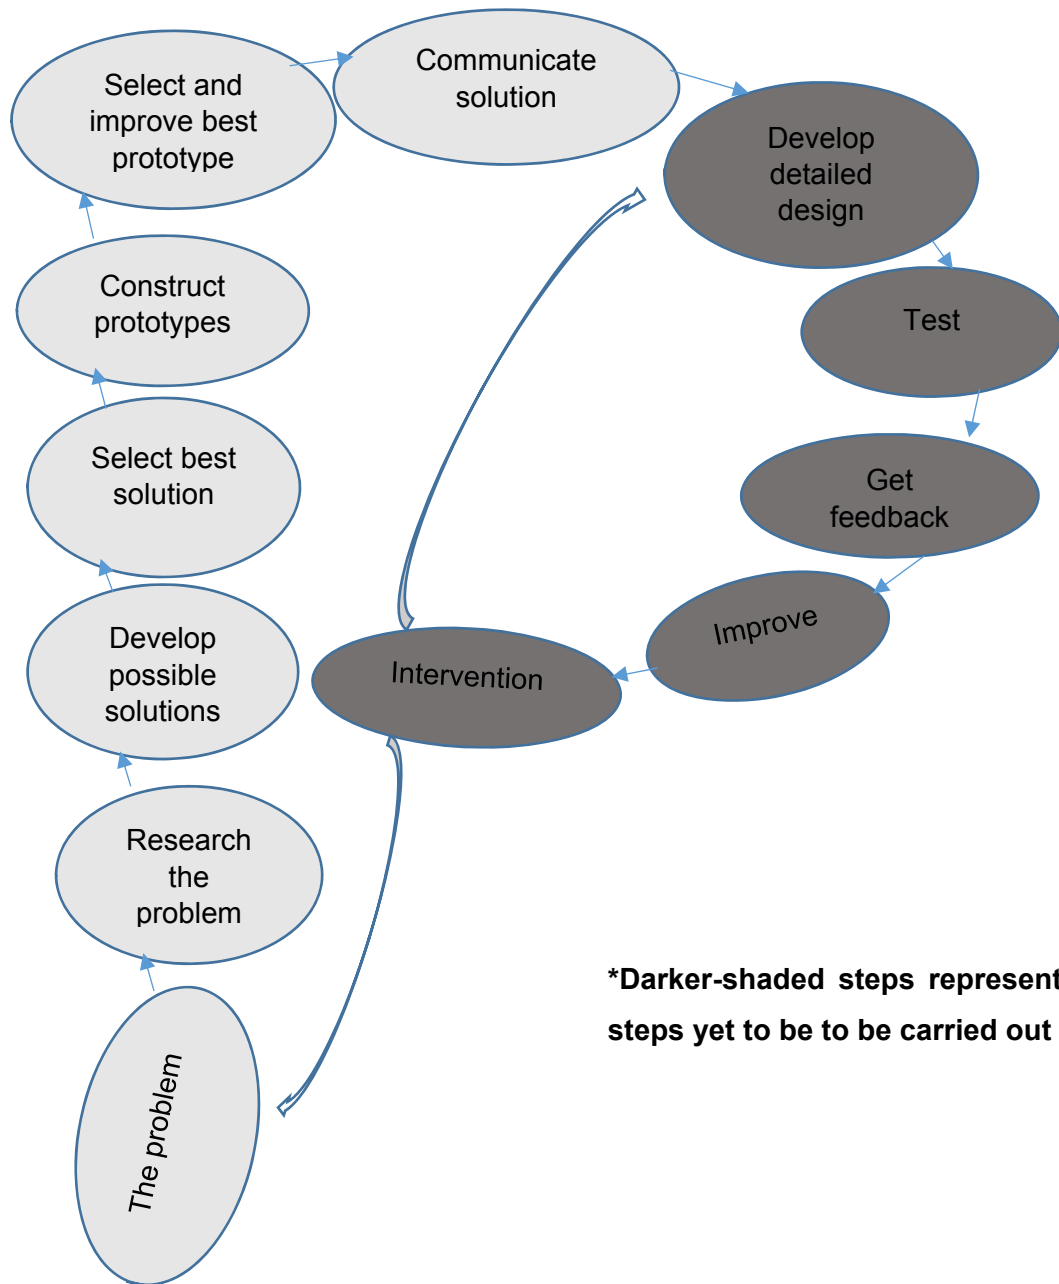 The problem
Research
the
problem
Develop
possible
solutions
Select best
solution
Construct
prototypes
Select and
improve best
prototype
Communicate
solution
Develop
detailed
design
Test
Get
feedback
Improve
Intervention
*Darker-shaded steps represent
steps yet to be to be carried out